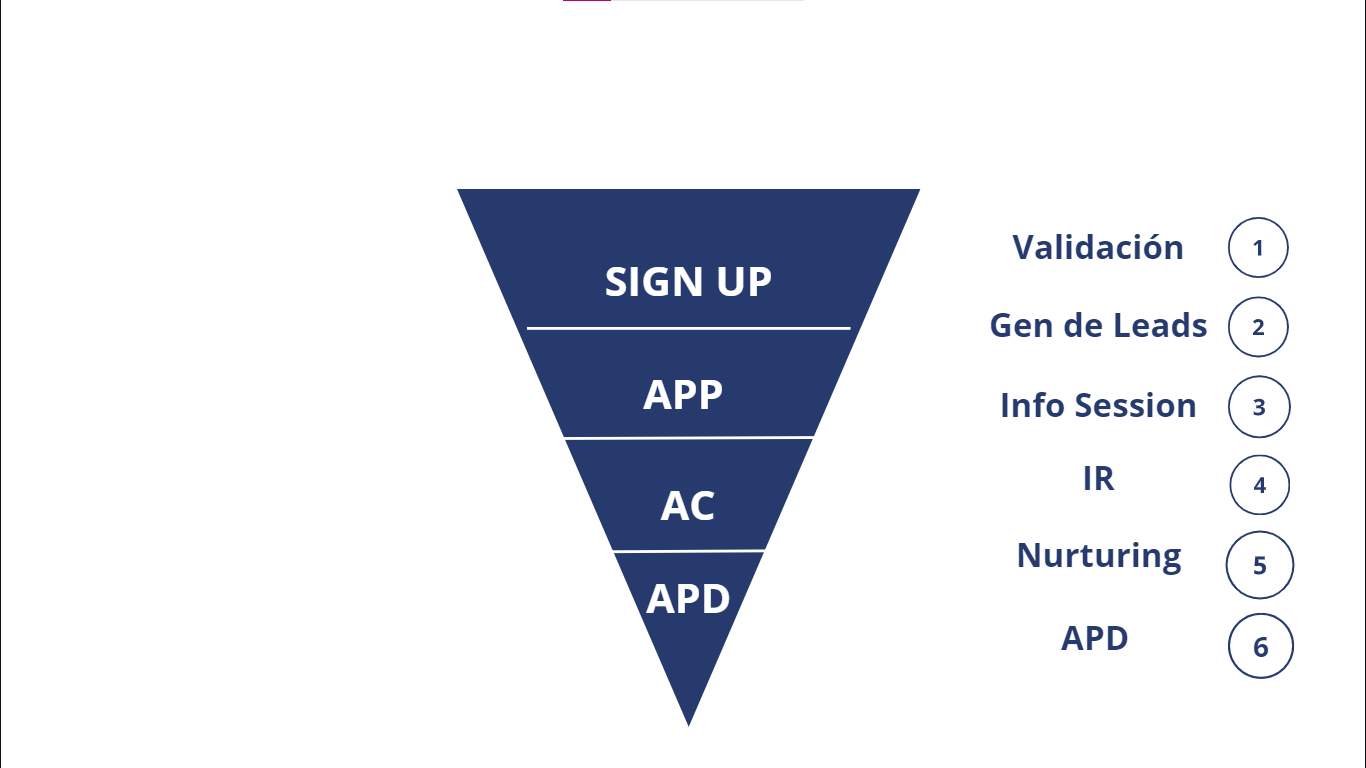 SIGN UP
APP
AC
APD
Validación 1
Gen de Leads 2
Info Session 3
IR 4
Nurturing 5
APD 6